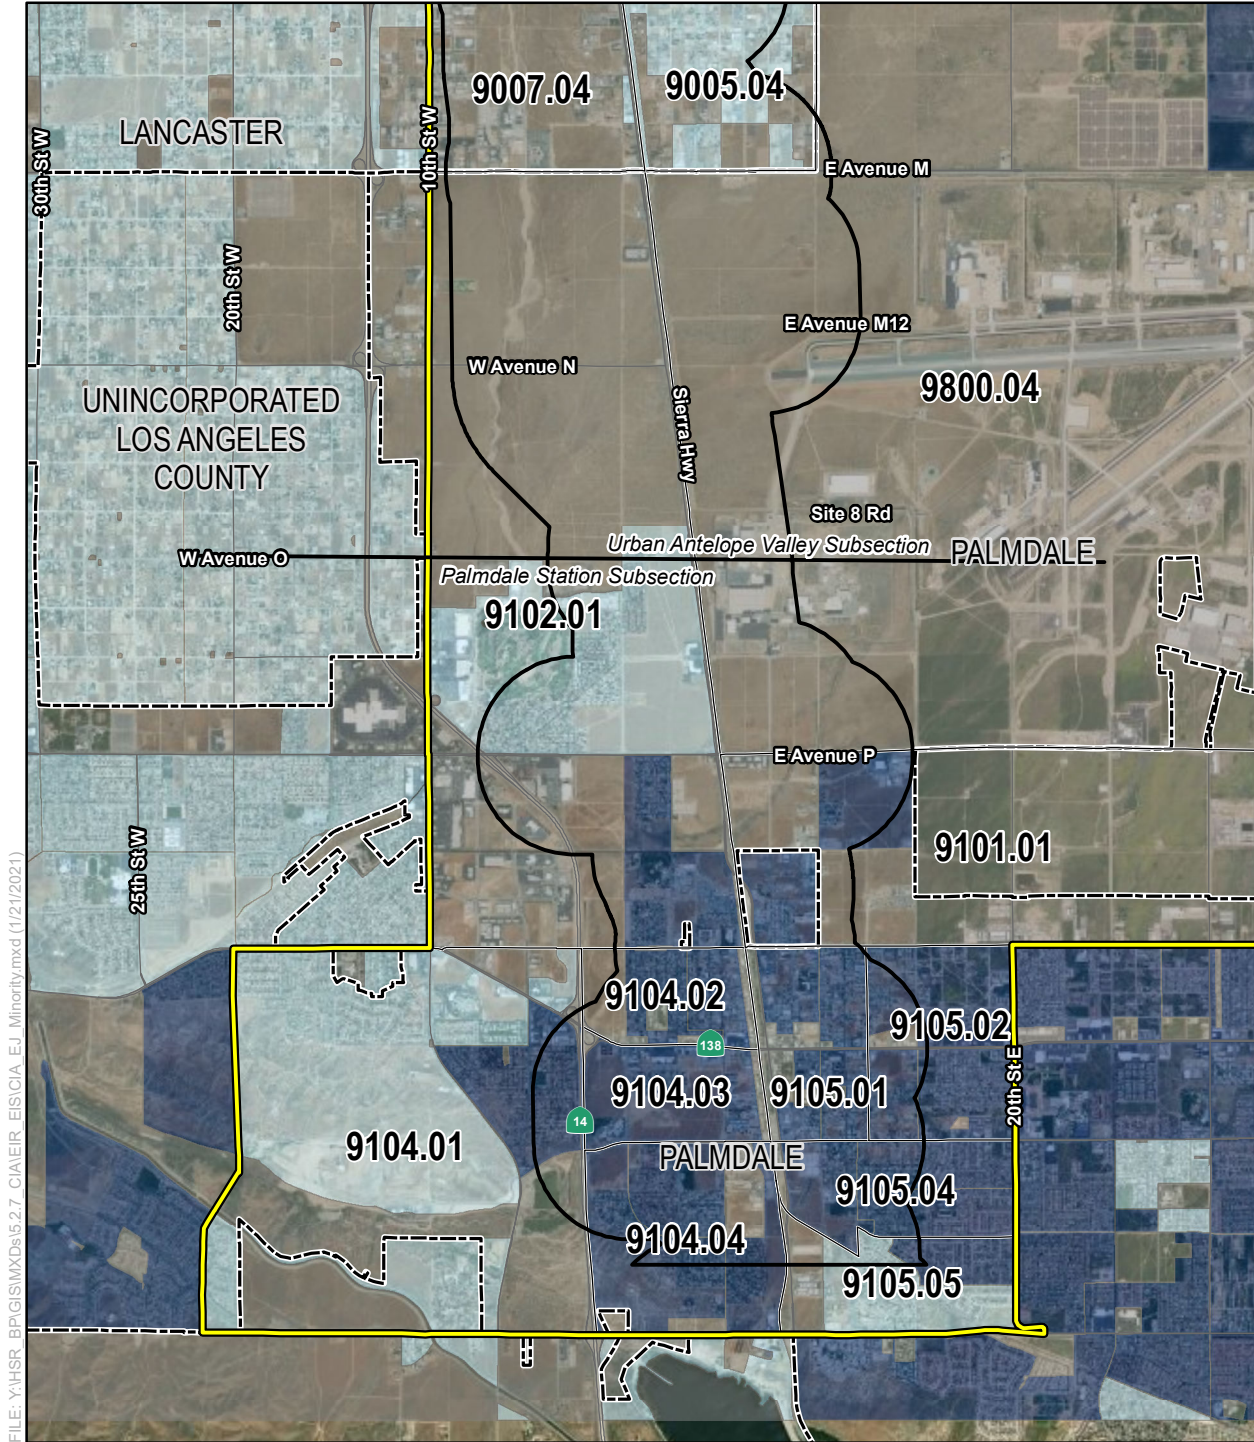 9007.04
9005.04
LANCASTER
30th St W
10th St W
E Avenue M
20th St W
E Avenue M12
W Avenue N
9800.04
UNINCORPORATED
LOS ANGELES
COUNTY
Sierra Hwy
Site 8 Rd
Urban Antelope Valley Subsection
PALMDALE
W Avenue O
Palmdale Station Subsection
9102.01
E Avenue P
25th St W
9101.01
9104.02
9105.02
138
20th St E
9104.03
9105.01
14
9104.01
PALMDALE
9105.04
9104.04
9105.05
FILE: Y:\HSR_BP\GIS\MXDs\5.2.7_CIA\EIR_EIS\CIA_EJ_Minority.mxd (1/21/2021)